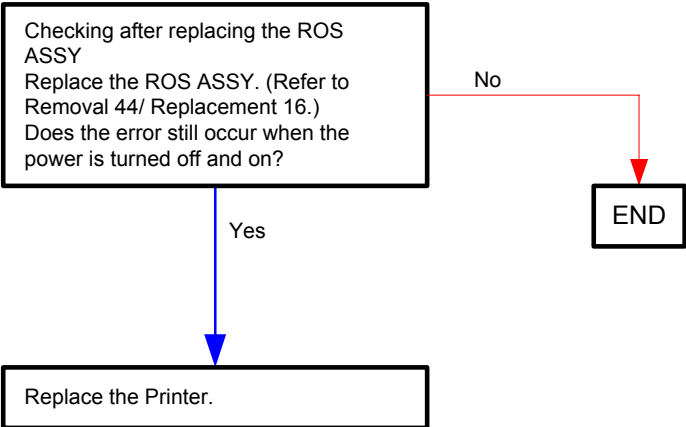 Checking after replacing the ROS
ASSY
Replace the ROS ASSY. (Refer to
Removal 44/ Replacement 16.)
Does the error still occur when the
power is turned off and on?
No
END
Yes
Replace the Printer.